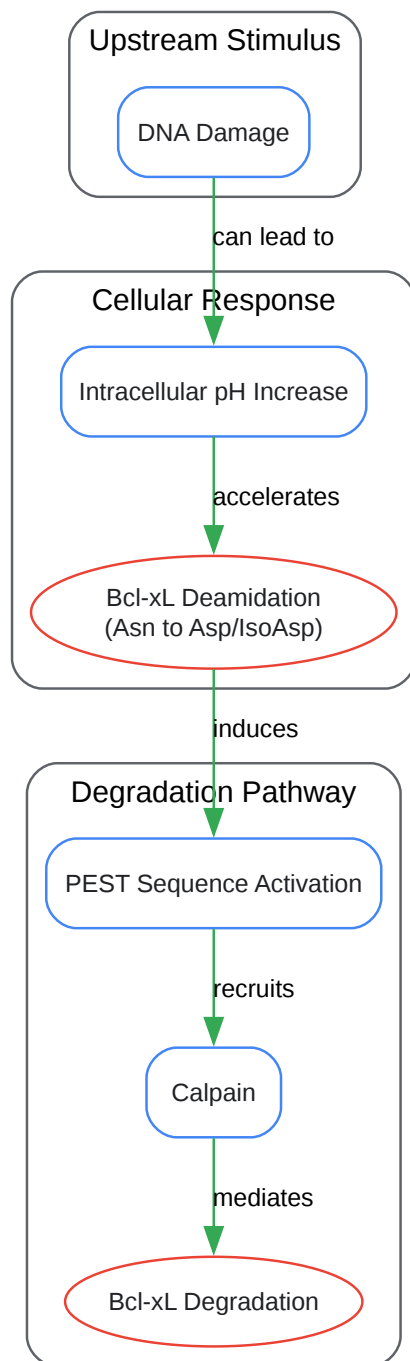 Upstream Stimulus
DNA Damage
can lead to
Cellular Response
Intracellular pH Increase
accelerates
Bcl-xL Deamidation
(Asn to Asp/IsoAsp)
induces
Degradation Pathway
PEST Sequence Activation
recruits
Calpain
mediates
Bcl-xL Degradation